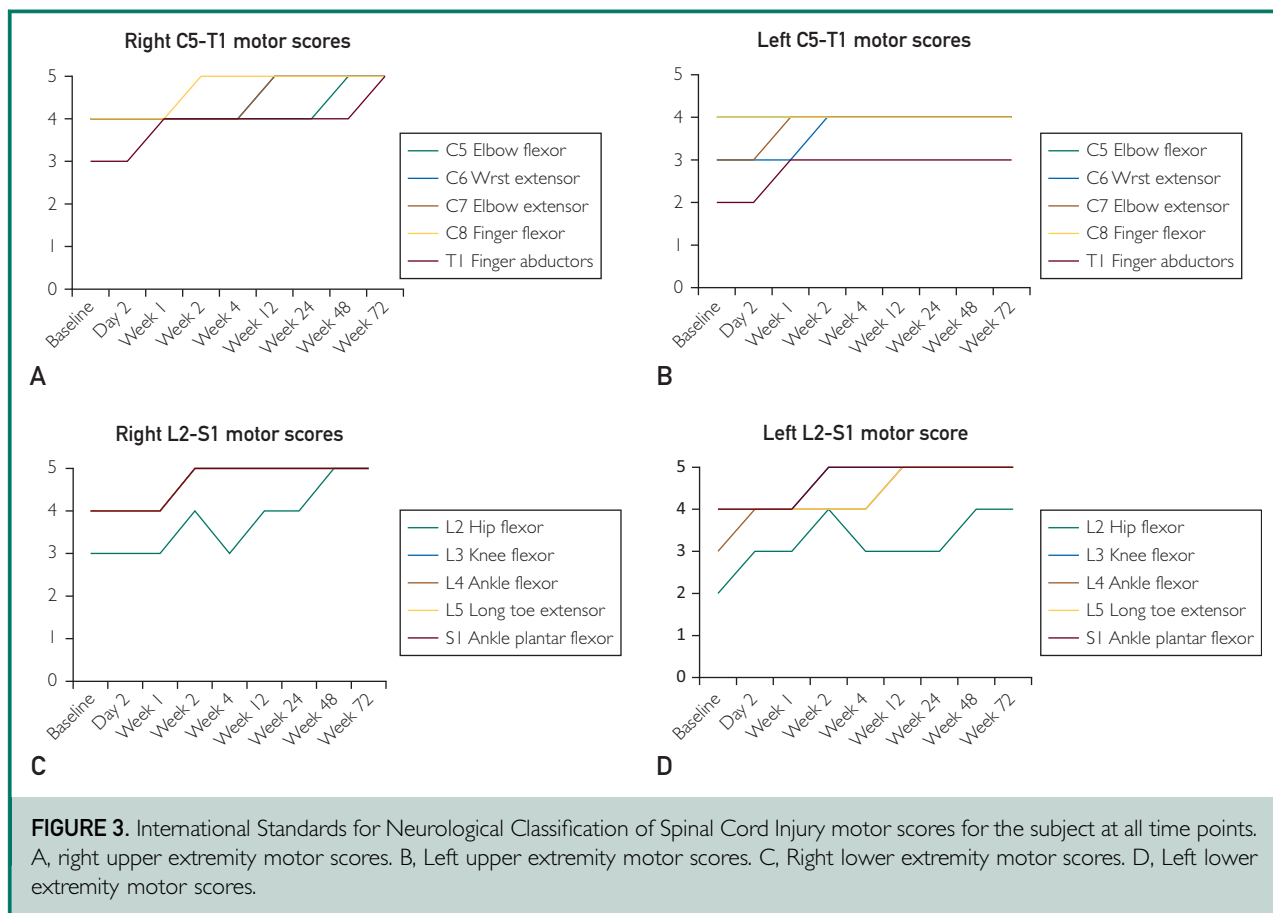 Right C5-T1 motor scores
5
4
3
2
1
0
Baseline
Day 2
Week 1
Week 2
Week 4
Week 12
Week 24
Week 48
Week 72
C5 Elbow flexor
C6 Wrst extensor
C7 Elbow extensor
C8 Finger flexor
T1 Finger abductors
A
Left C5-T1 motor scores
5
4
3
2
1
0
Baseline
Day 2
Week 1
Week 2
Week 4
Week 12
Week 24
Week 48
Week 72
C5 Elbow flexor
C6 Wrst extensor
C7 Elbow extensor
C8 Finger flexor
T1 Finger abductors
B
Right L2-S1 motor scores
5
4
3
2
1
0
Baseline
Day 2
Week 1
Week 2
Week 4
Week 12
Week 24
Week 48
Week 72
L2 Hip flexor
L3 Knee flexor
L4 Ankle flexor
L5 Long toe extensor
S1 Ankle plantar flexor
C
Left L2-S1 motor score
5
4
3
2
1
0
Baseline
Day 2
Week 1
Week 2
Week 4
Week 12
Week 24
Week 48
Week 72
L2 Hip flexor
L3 Knee flexor
L4 Ankle flexor
L5 Long toe extensor
S1 Ankle plantar flexor
D
FIGURE 3. International Standards for Neurological Classification of Spinal Cord Injury motor scores for the subject at all time points.
A, right upper extremity motor scores. B, Left upper extremity motor scores. C, Right lower extremity motor scores. D, Left lower
extremity motor scores.